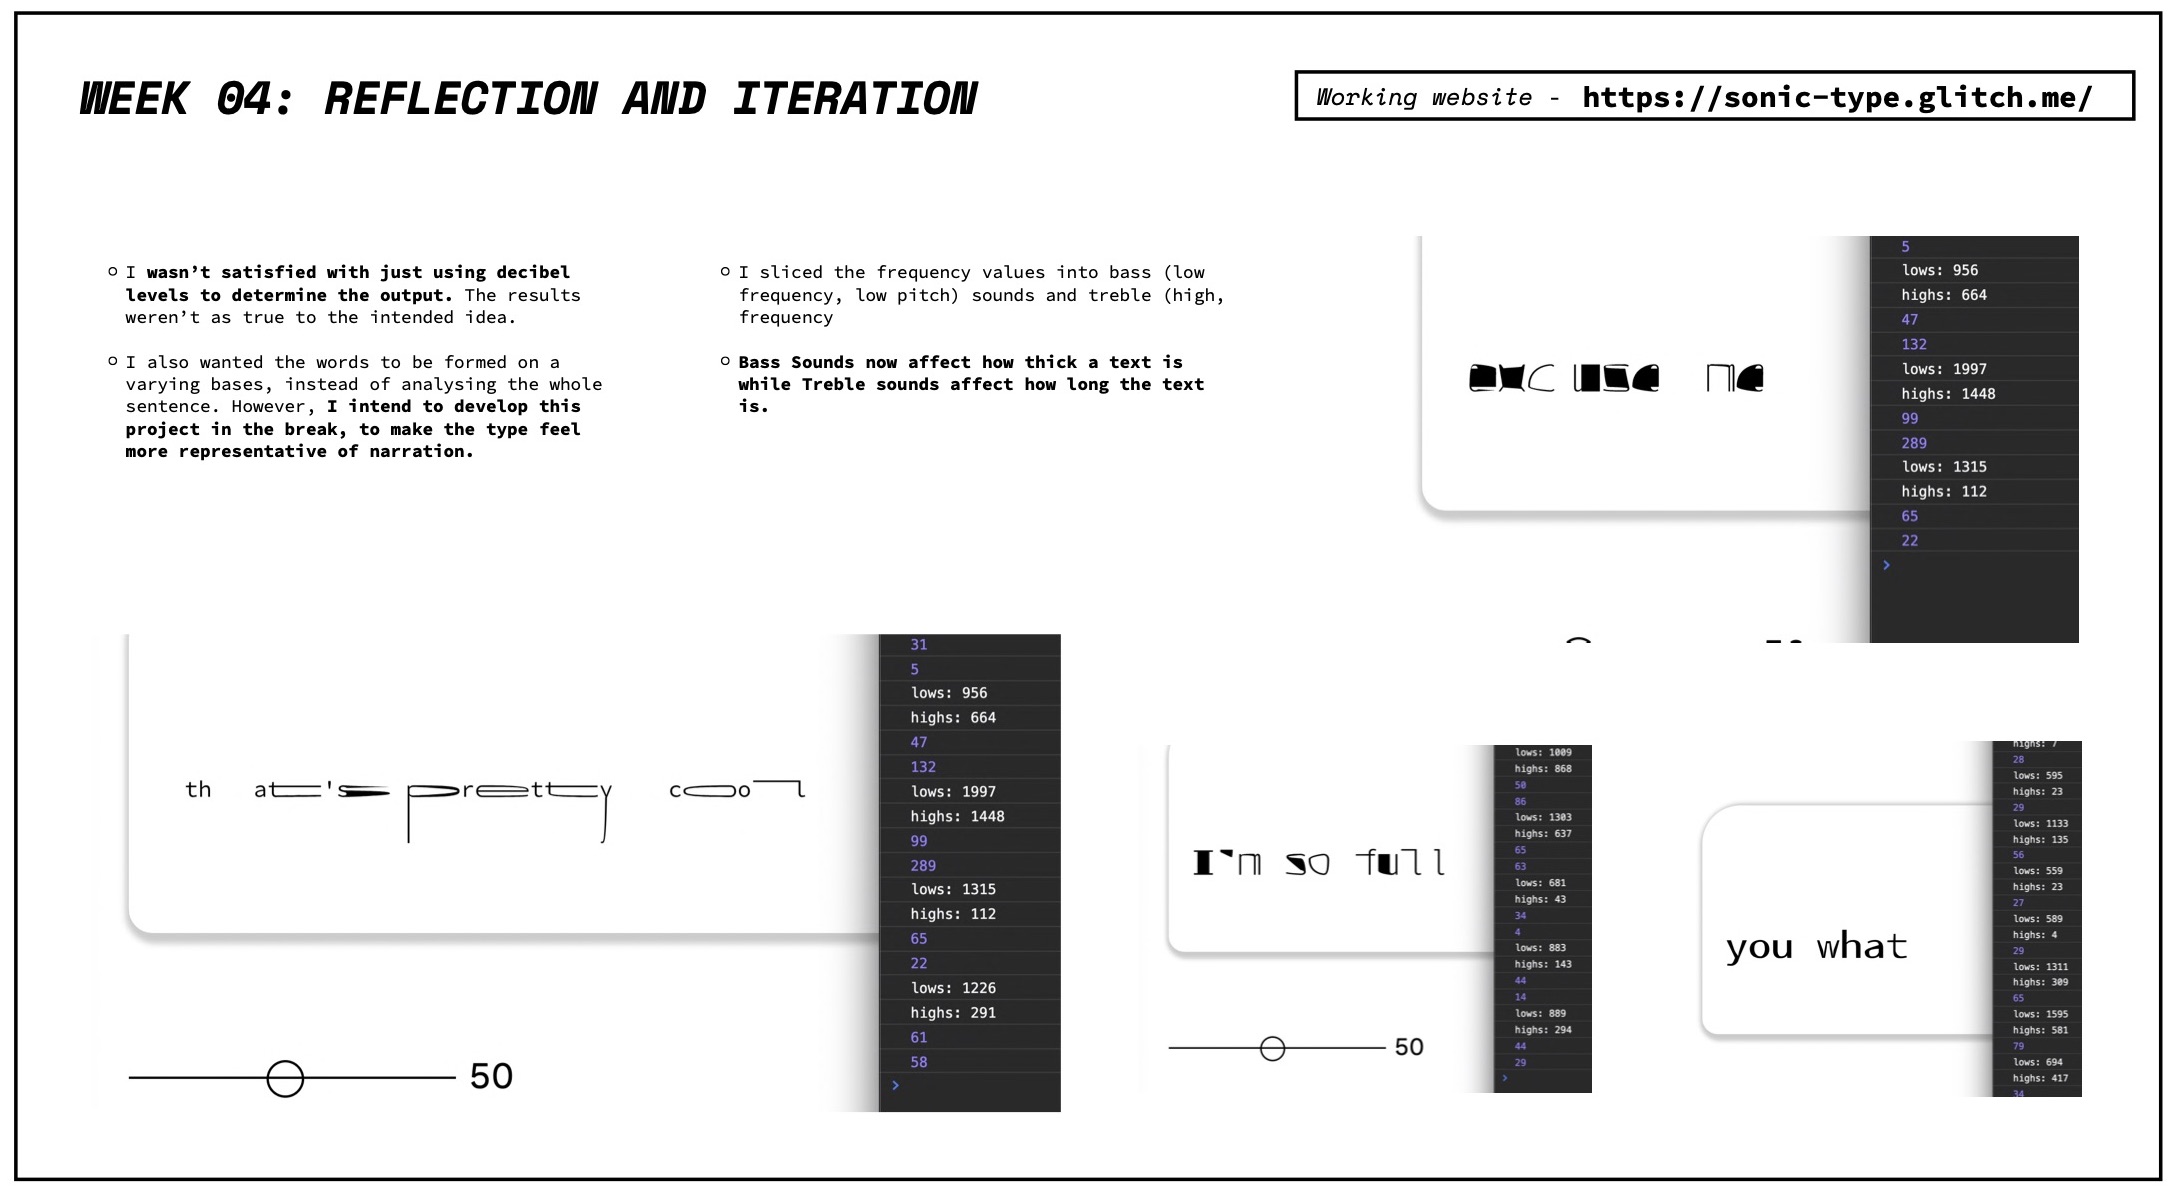 WEEK 04: REFLECTION AND ITERATION
Working website - https://sonic-type.glitch.me/
I wasn’t satisfied with just using decibel
levels to determine the output. The results
weren’t as true to the intended idea.
I also wanted the words to be formed on a
varying bases, instead of analysing the whole
sentence. However, I intend to develop this
project in the break, to make the type feel
more representative of narration.
I sliced the frequency values into bass (low
frequency, low pitch) sounds and treble (high,
frequency
Bass Sounds now affect how thick a text is
while Treble sounds affect how long the text
is.
exc use me
5
lows: 956
highs: 664
47
132
lows: 1997
highs: 1448
99
289
lows: 1315
highs: 112
65
22
>
th at's pretty cool
50
31
5
lows: 956
highs: 664
47
132
lows: 1997
highs: 1448
99
289
lows: 1315
highs: 112
65
22
lows: 1226
highs: 291
61
58
>
I'm so full
50
lows: 1009
highs: 868
50
86
lows: 1303
highs: 637
65
63
lows: 681
highs: 43
34
4
lows: 883
highs: 143
44
14
lows: 889
highs: 294
44
29
>
you what
highs: 7
28
lows: 595
highs: 23
29
lows: 1133
highs: 135
56
lows: 559
highs: 23
27
lows: 589
highs: 4
29
lows: 1311
highs: 309
65
lows: 1595
highs: 581
79
lows: 694
highs: 417
34